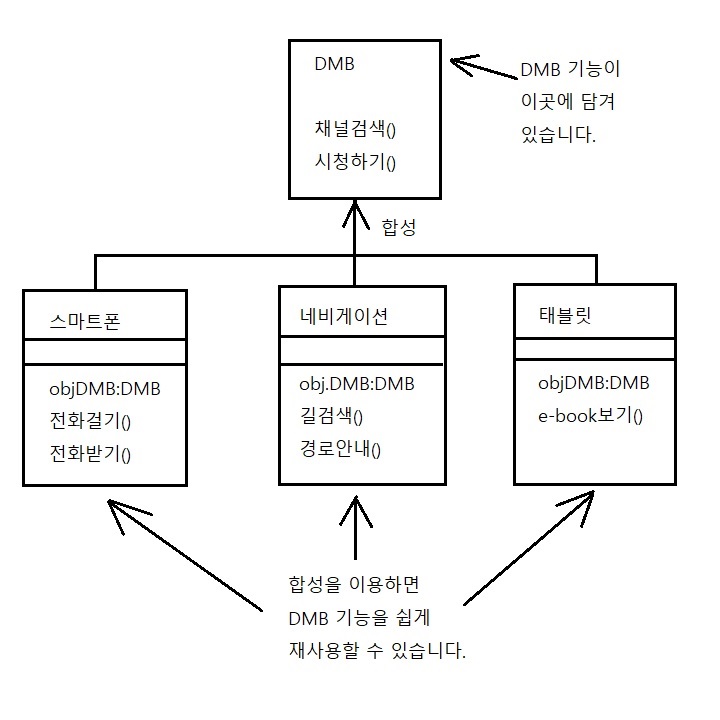 DMB
채널검색()
시청하기()
DMB 기능이
이곳에 담겨
있습니다.
합성
스마트폰
objDMB:DMB
전화걸기()
전화받기()
네비게이션
obj.DMB:DMB
길검색()
경로안내()
태블릿
objDMB:DMB
e-book보기()
합성을 이용하면
DMB 기능을 쉽게
재사용할 수 있습니다.